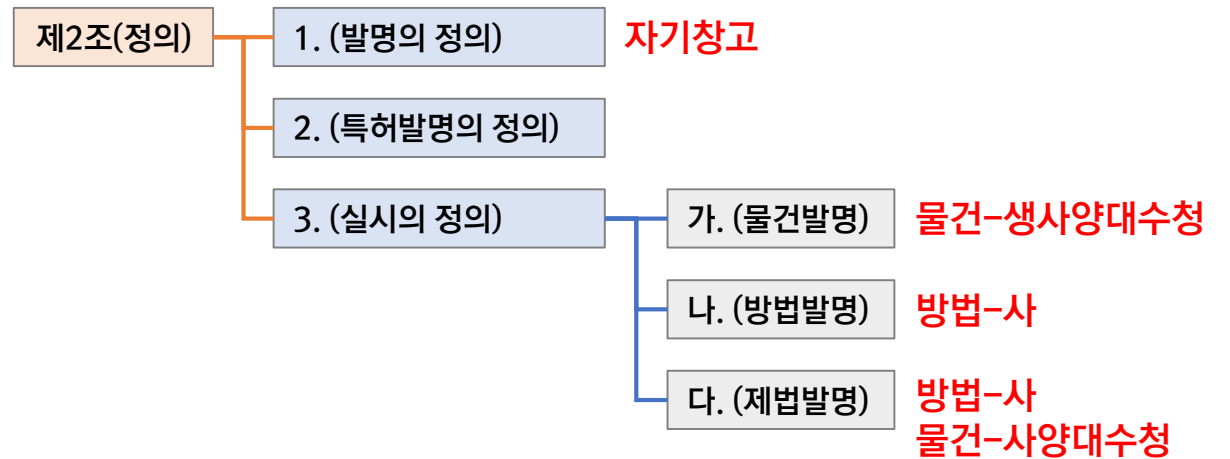 제2조(정의)
1. (발명의 정의)
자기창고
2. (특허발명의 정의)
3. (실시의 정의)
가. (물건발명)
물건-생사양대수청
나. (방법발명)
방법-사
다. (제법발명)
방법-사
물건-사양대수청